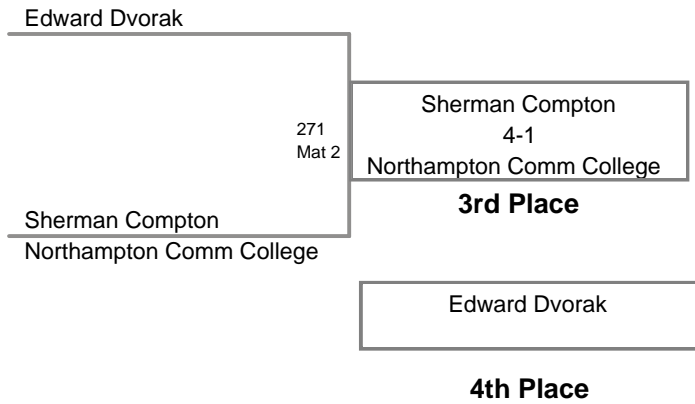 Edward Dvorak
Sherman Compton
271
4-1
Mat 2
Northampton Comm College
3rd Place
Sherman Compton
Northampton Comm College
Edward Dvorak
4th Place